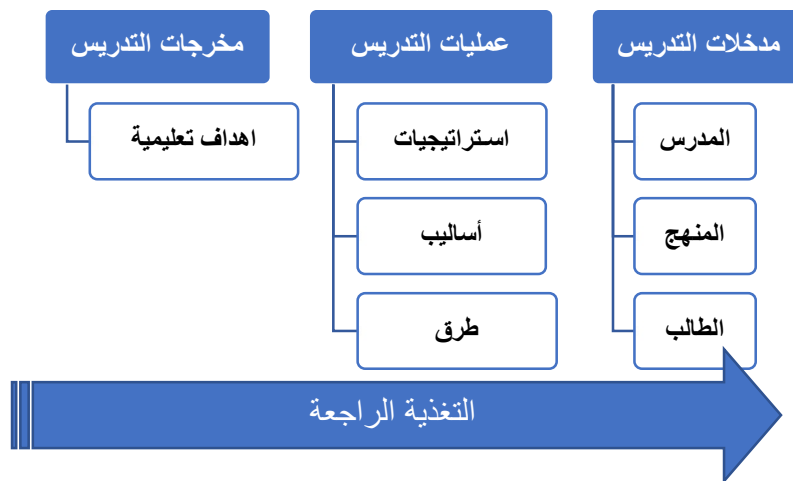 مدخلات التدريس
المدرس
المنهج
الطالب
عمليات التدريس
استراتيجيات
أساليب
طرق
مخرجات التدريس
اهداف تعليمية
التغذية الراجعة